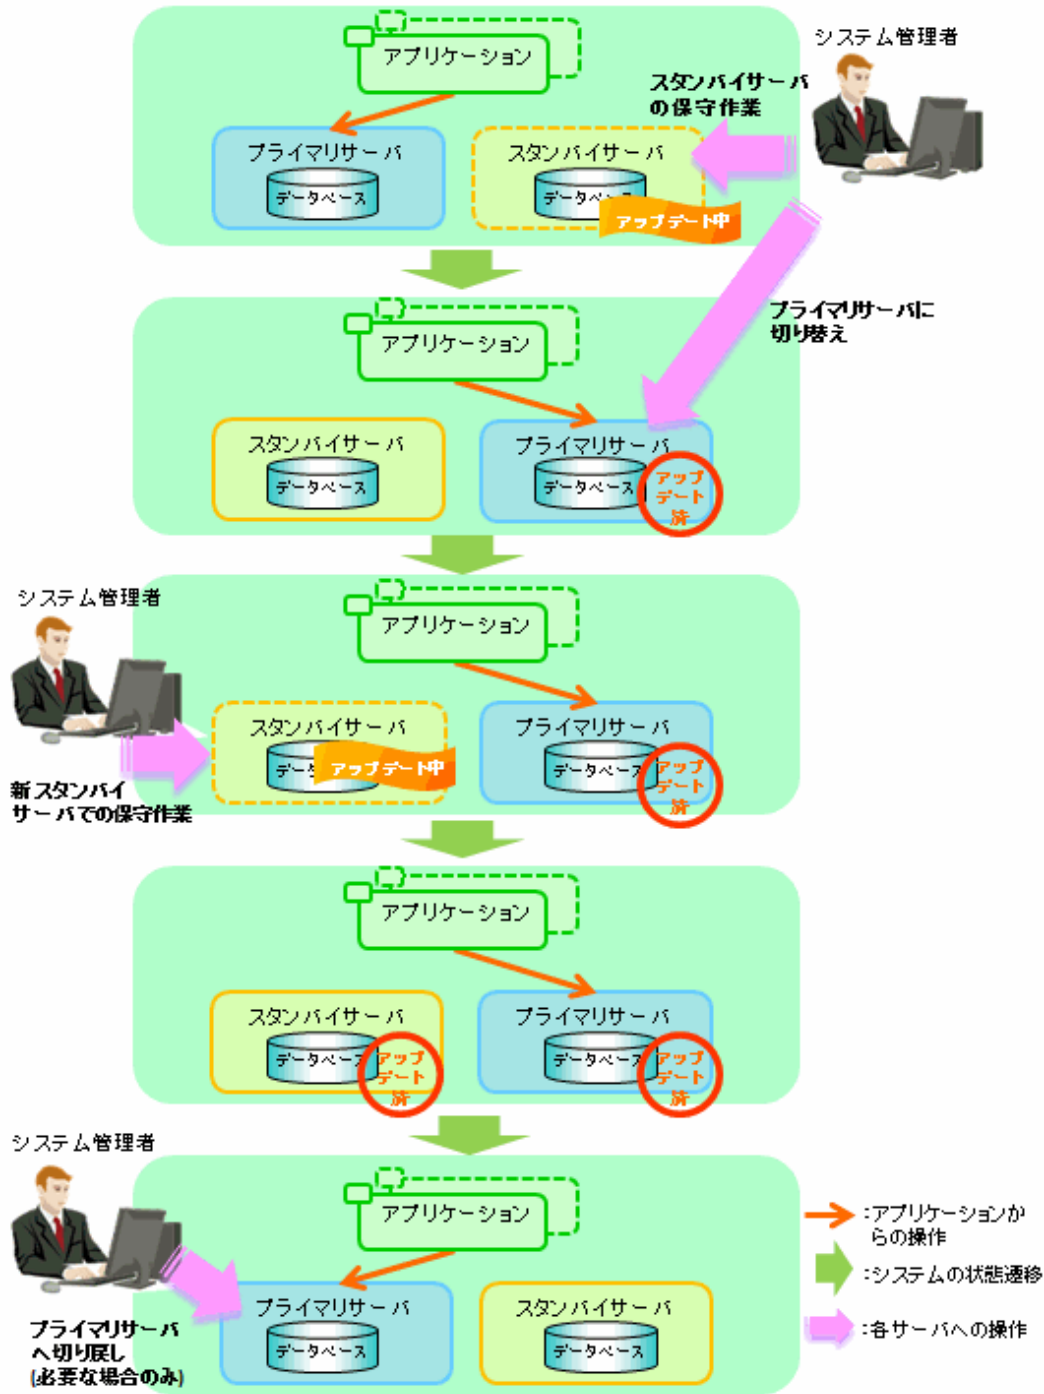 システム管理者
アプリケーション
スタンバイサーバ
の保守作業
プライマリサーバ
データベース
スタンバイサーバ
データベース
アップデート中
プライマリサーバに
切り替え
アプリケーション
スタンバイサーバ
データベース
プライマリサーバ
データベース
アップ
デート
済
システム管理者
アプリケーション
スタンバイサーバ
デー
アップデート中
プライマリサーバ
データベース
アップ
デート
済
新スタンバイ
サーバでの保守作業
アプリケーション
スタンバイサーバ
データベース
アップ
デート
済
プライマリサーバ
データベース
アップ
デート
済
システム管理者
アプリケーション
プライマリサーバ
データベース
スタンバイサーバ
データベース
プライマリサーバ
へ切り戻し
(必要な場合のみ)
:アプリケーションか
らの操作
:システムの状態遷移
:各サーバへの操作